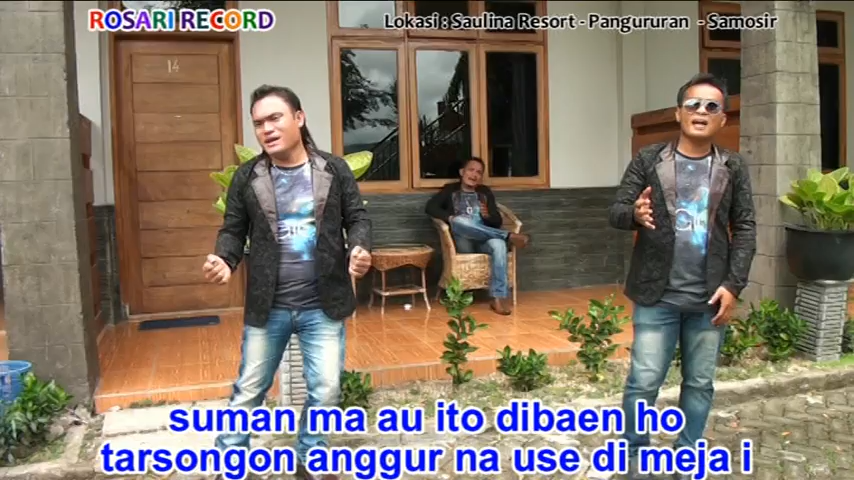 ROSARI RECORD
Lokasi : Saulina Resort - Pangururan - Samosir
14
suman ma au ito dibaen ho
tarsongon anggur na use di meja i